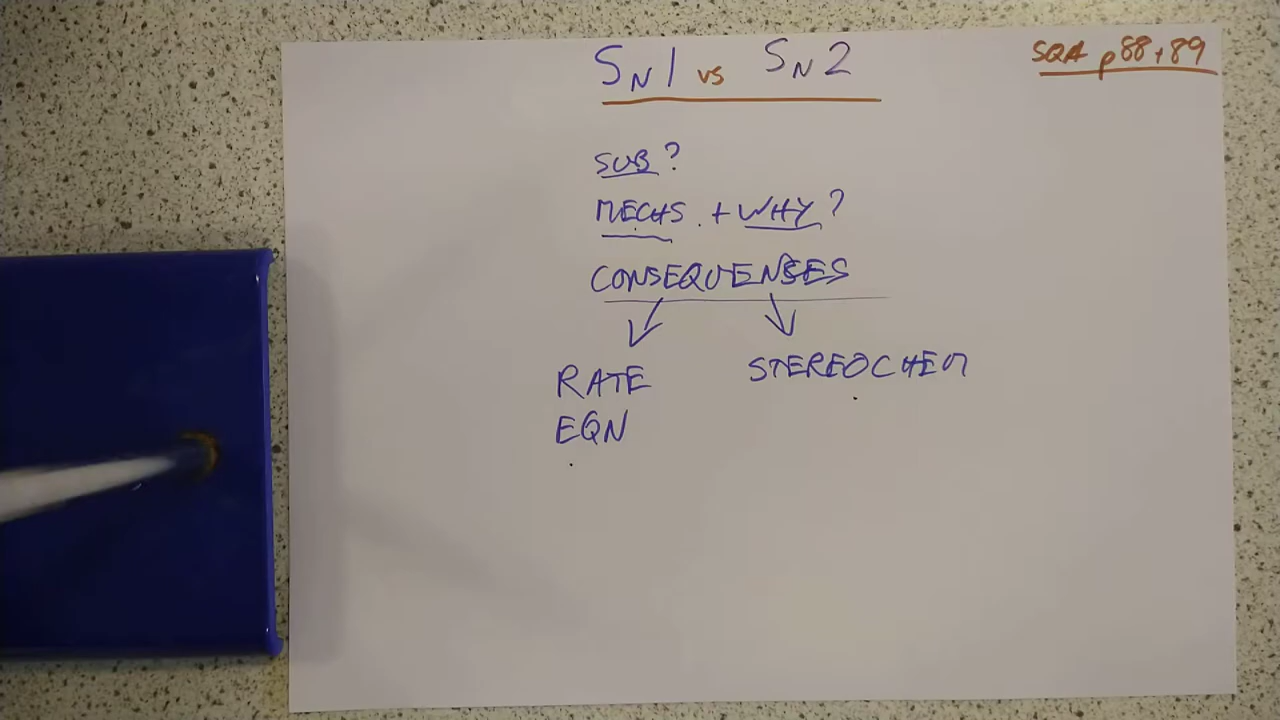 SN1 vs SN2
SQA p88+89
SUB?
MECHS. + WHY?
CONSEQUENSES
RATE
EQN
STEREOCHEM